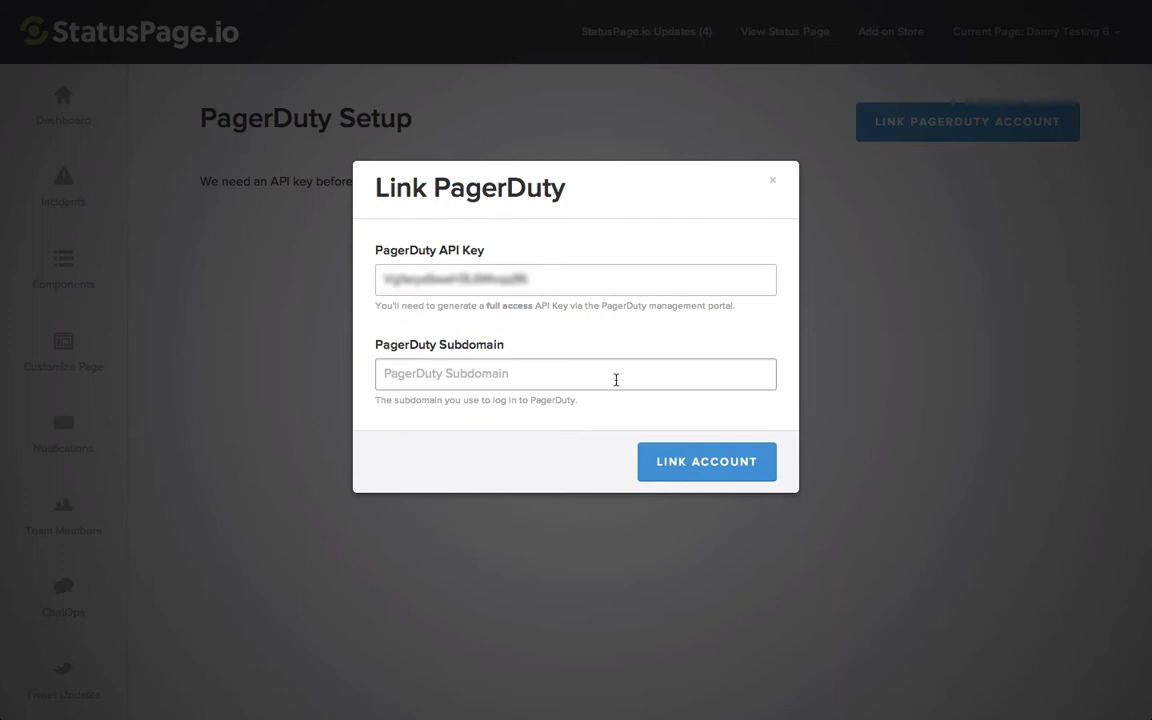 StatusPage.io
StatusPage.io Updates (4)
View Status Page
Add-on Store
Current Page: Danny Testing 6
Dashboard
Incidents
Components
Customize Page
Notifications
Team Members
ChatOps
Tweet Updates
PagerDuty Setup
LINK PAGERDUTY ACCOUNT
We need an API key before
Link PagerDuty
×
PagerDuty API Key
You'll need to generate a full access API Key via the PagerDuty management portal.
PagerDuty Subdomain
PagerDuty Subdomain
The subdomain you use to log in to PagerDuty.
LINK ACCOUNT